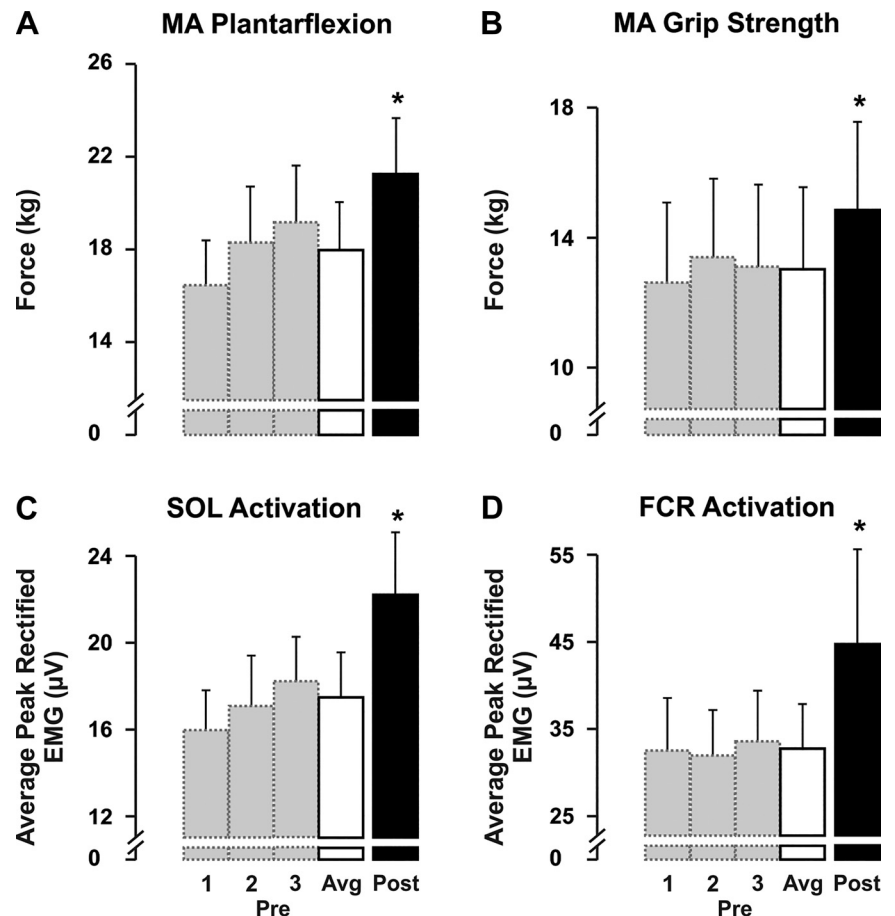 A MA Plantarflexion
26
22
18
14
0
Force (kg)
*
B MA Grip Strength
18
14
10
0
Force (kg)
*
C SOL Activation
24
20
16
12
0
Average Peak Rectified
EMG (µV)
*
1 2 3 Avg Post
Pre
D FCR Activation
55
45
35
25
0
Average Peak Rectified
EMG (µV)
*
1 2 3 Avg Post
Pre